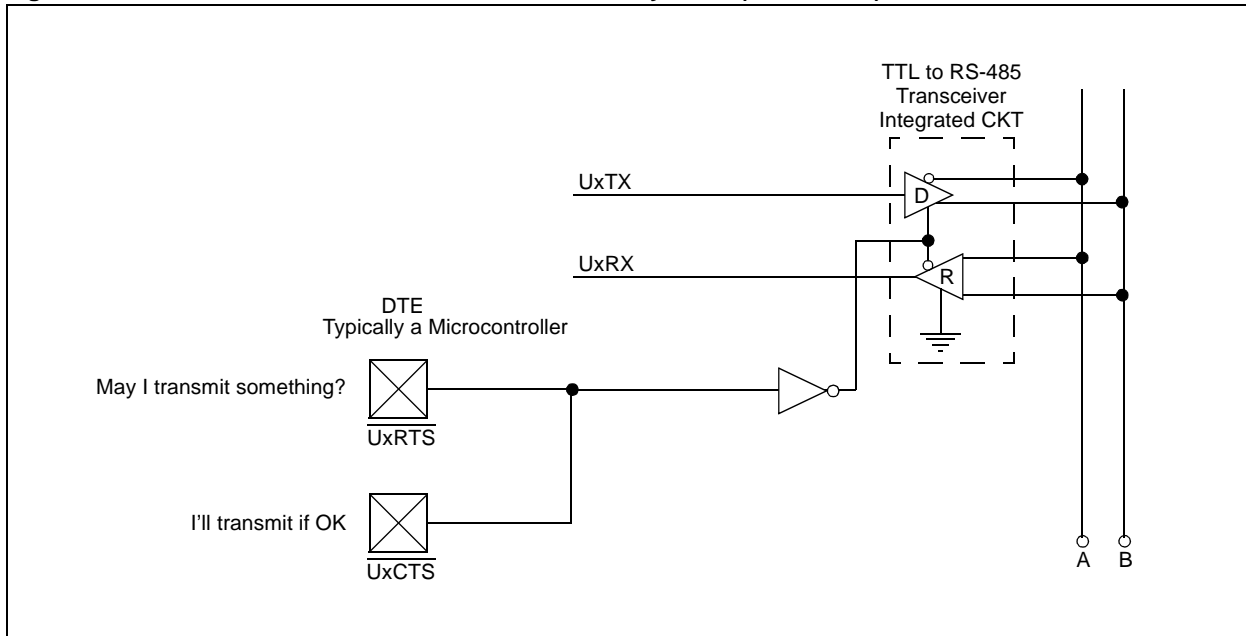 TTL to RS-485
Transceiver
Integrated CKT
UxTX
D
UxRX
R
DTE
Typically a Microcontroller
May I transmit something?
UxRTS
I'll transmit if OK
UxCTS
A B